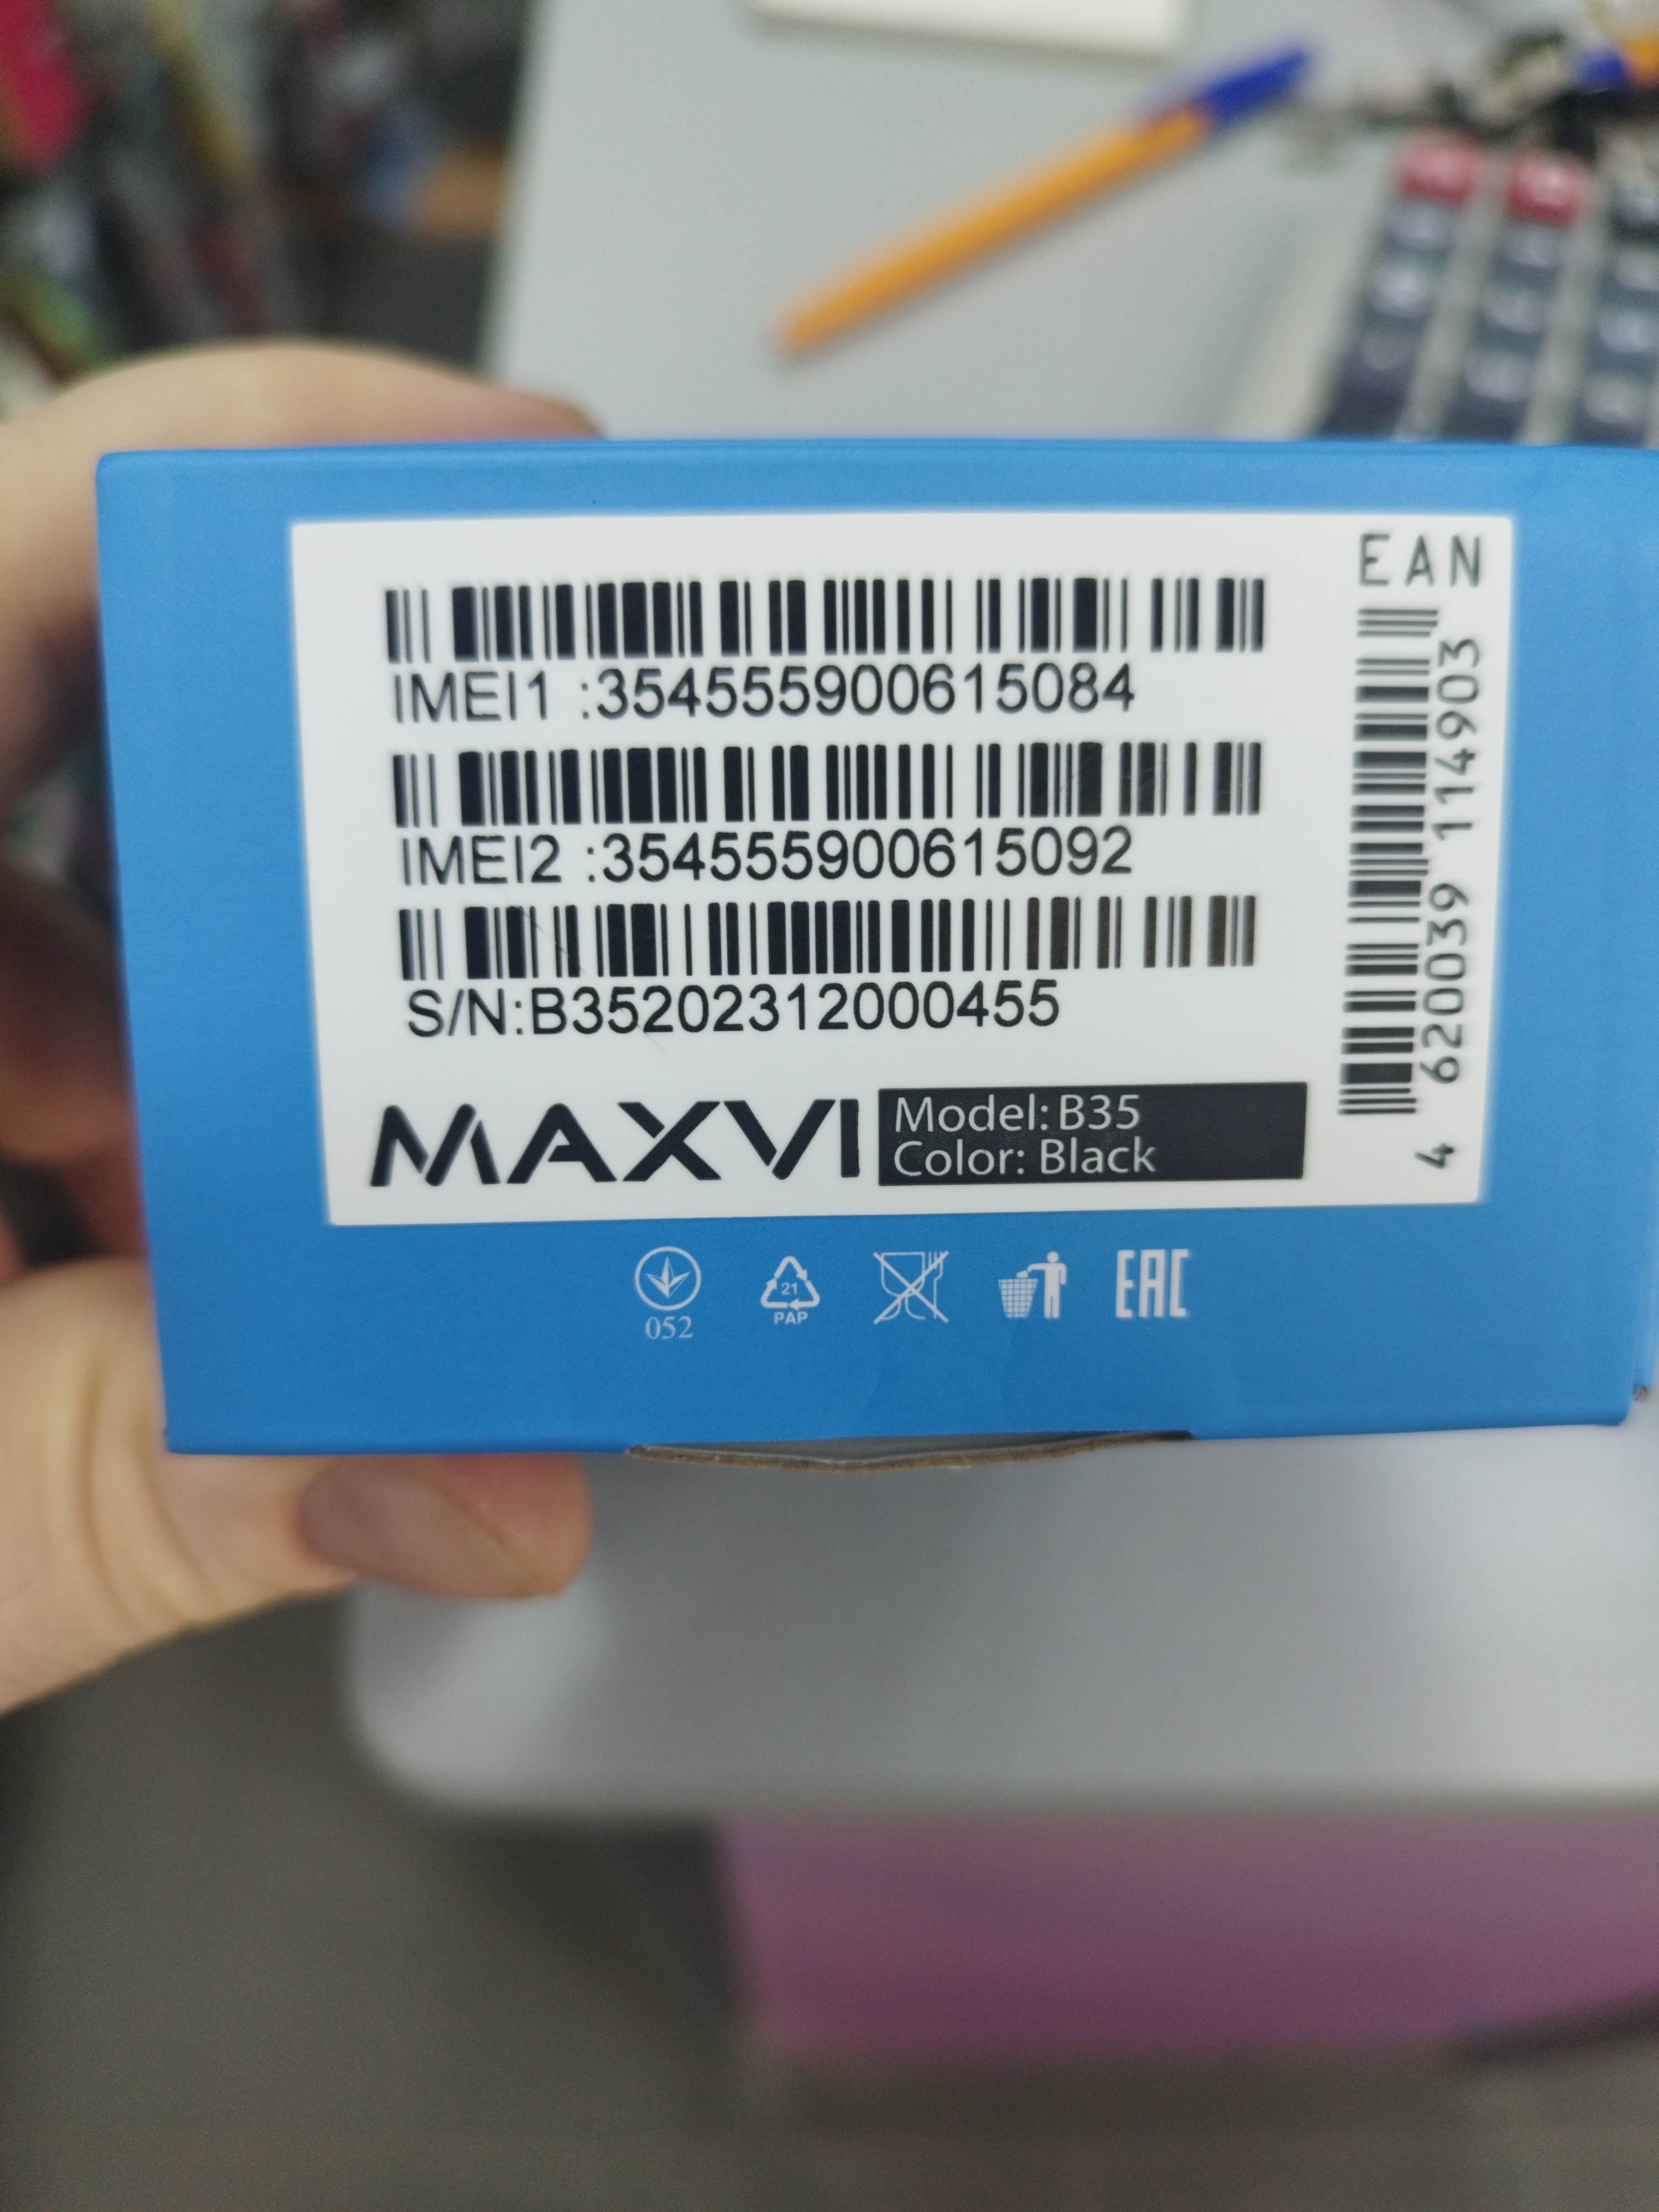 IMEI1 :354555900615084
IMEI2 :354555900615092
S/N:B35202312000455
MAXVI
Model: B35
Color: Black
EAN
4 620039 114903
052
21
PAP
EAC